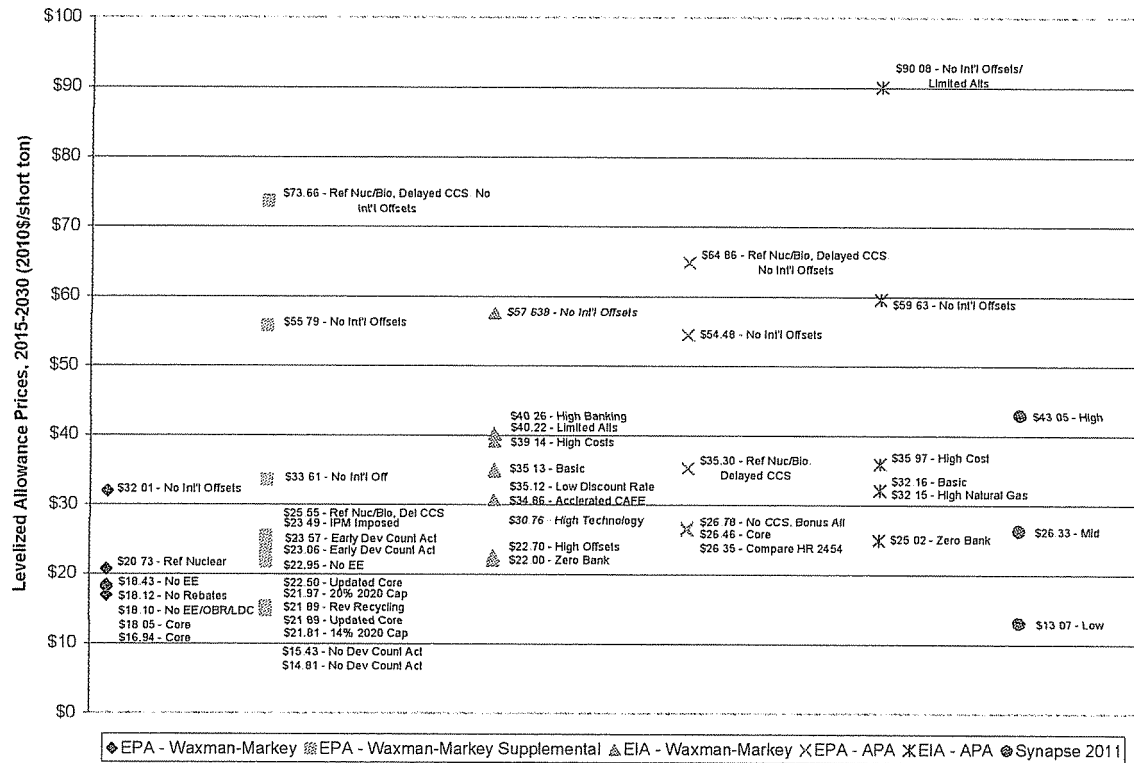 $100
$90
$80
$70
$60
$50
$40
$30
$20
$10
$0
Levelized Allowance Prices, 2015-2030 (2010$/short ton)
$32 01 - No Int'l Offsets
$20 73 - Ref Nuclear
$18.43 - No EE
$18.12 - No Rebates
$18.10 - No EE/OBR/LDC
$18 05 - Core
$16.94 - Core
$73.66 - Ref Nuc/Bio, Delayed CCS. No
Int'l Offsets
$55 79 - No Int'l Offsets
$33 61 - No Int'l Off
$25 55 - Ref Nuc/Bio, Del CCS
$23 49 - IPM Imposed
$23 57 - Early Dev Count Act
$23.06 - Early Dev Count Act
$22.95 - No EE
$22 50 - Updated Core
$21.97 - 20% 2020 Cap
$21 89 - Rev Recycling
$21 89 - Updated Core
$21.81 - 14% 2020 Cap
$15 43 - No Dev Count Act
$14 81 - No Dev Count Act
$57 638 - No Int'l Offsets
$40 26 - High Banking
$40.22 - Limited Alts
$39 14 - High Costs
$35 13 - Basic
$35.12 - Low Discount Rate
$34.86 - Acclerated CAFE
$30.76 - High Technology
$22.70 - High Offsets
$22 00 - Zero Bank
$64 86 - Ref Nuc/Bio, Delayed CCS.
No Int'l Offsets
$54.48 - No Int'l Offsets
$35.30 - Ref Nuc/Bio.
Delayed CCS
$26 78 - No CCS. Bonus All
$26.46 - Core
$26 35 - Compare HR 2454
$90 08 - No Int'l Offsets/
Limited Alts
$59 63 - No Int'l Offsets
$35 97 - High Cost
$32.16 - Basic
$32 15 - High Natural Gas
$25 02 - Zero Bank
$43 05 - High
$26 33 - Mid
$13 07 - Low
EPA - Waxman-Markey EPA - Waxman-Markey Supplemental EIA - Waxman-Markey EPA - APA EIA - APA Synapse 2011